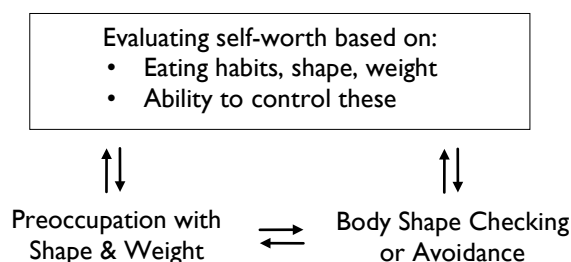 Evaluating self-worth based on:
• Eating habits, shape, weight
• Ability to control these
Preoccupation with
Shape & Weight
Body Shape Checking
or Avoidance